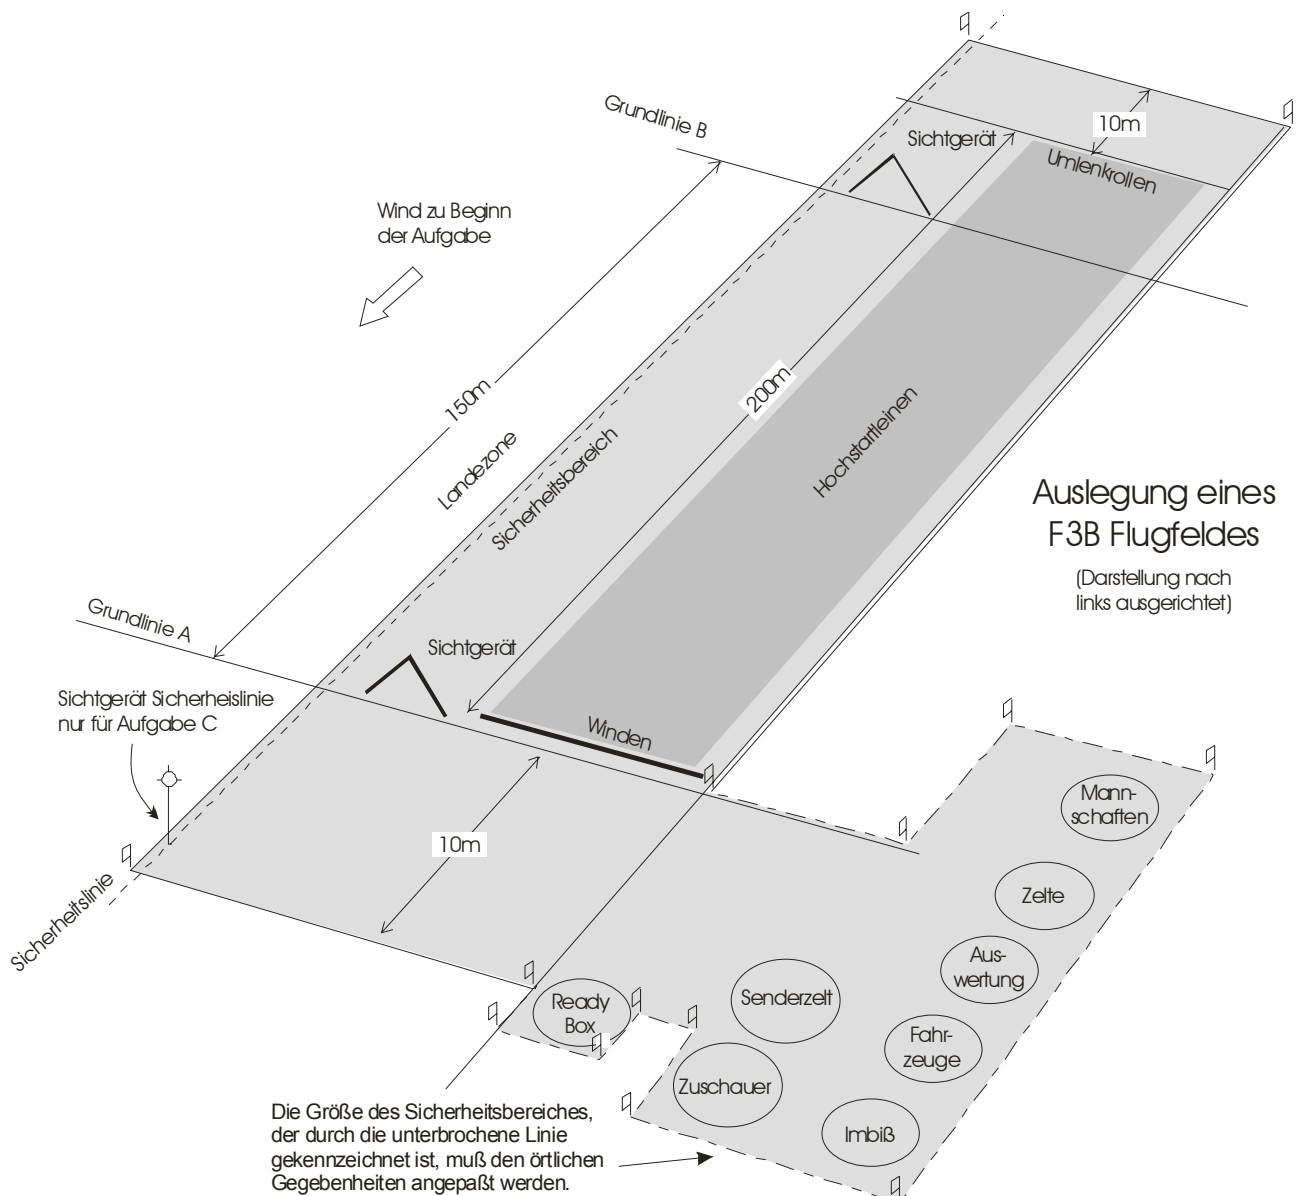 Grundlinie B
Sichtgerät
10m
Umlenkrollen
Wind zu Beginn
der Aufgabe
150m
200m
Landezone
Sicherheitsbereich
Hochstartleinen
Auslegung eines
F3B Flugfeldes
(Darstellung nach
links ausgerichtet)
Grundlinie A
Sichtgerät
Sichtgerät Sicherheislinie
nur für Aufgabe C
Winden
10m
Sicherheitslinie
Mann-
schaften
Zelte
Aus-
wertung
Senderzelt
Ready
Box
Fahr-
zeuge
Zuschauer
Imbiß
Die Größe des Sicherheitsbereiches,
der durch die unterbrochene Linie
gekennzeichnet ist, muß den örtlichen
Gegebenheiten angepaßt werden.